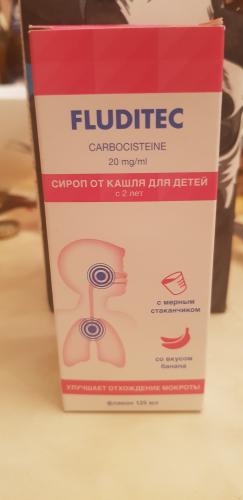 FLUDITEC
CARBOCISTEINE
20 mg/ml
СИРОП ОТ КАШЛЯ ДЛЯ ДЕТЕЙ
с 2 лет
с мерным
стаканчиком
со вкусом
банана
УЛУЧШАЕТ ОТХОЖДЕНИЕ МОКРОТЫ
флакон 125 мл